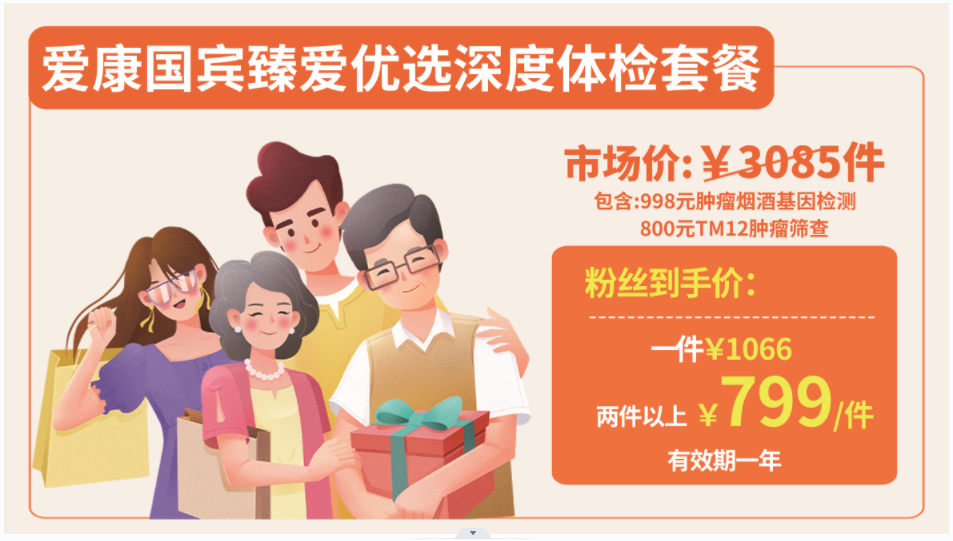 爱康国宾臻爱优选深度体检套餐
市场价:￥3085件
包含:998元肿瘤烟酒基因检测
800元TM12肿瘤筛查
粉丝到手价:
一件¥1066
两件以上 ￥799/件
有效期一年